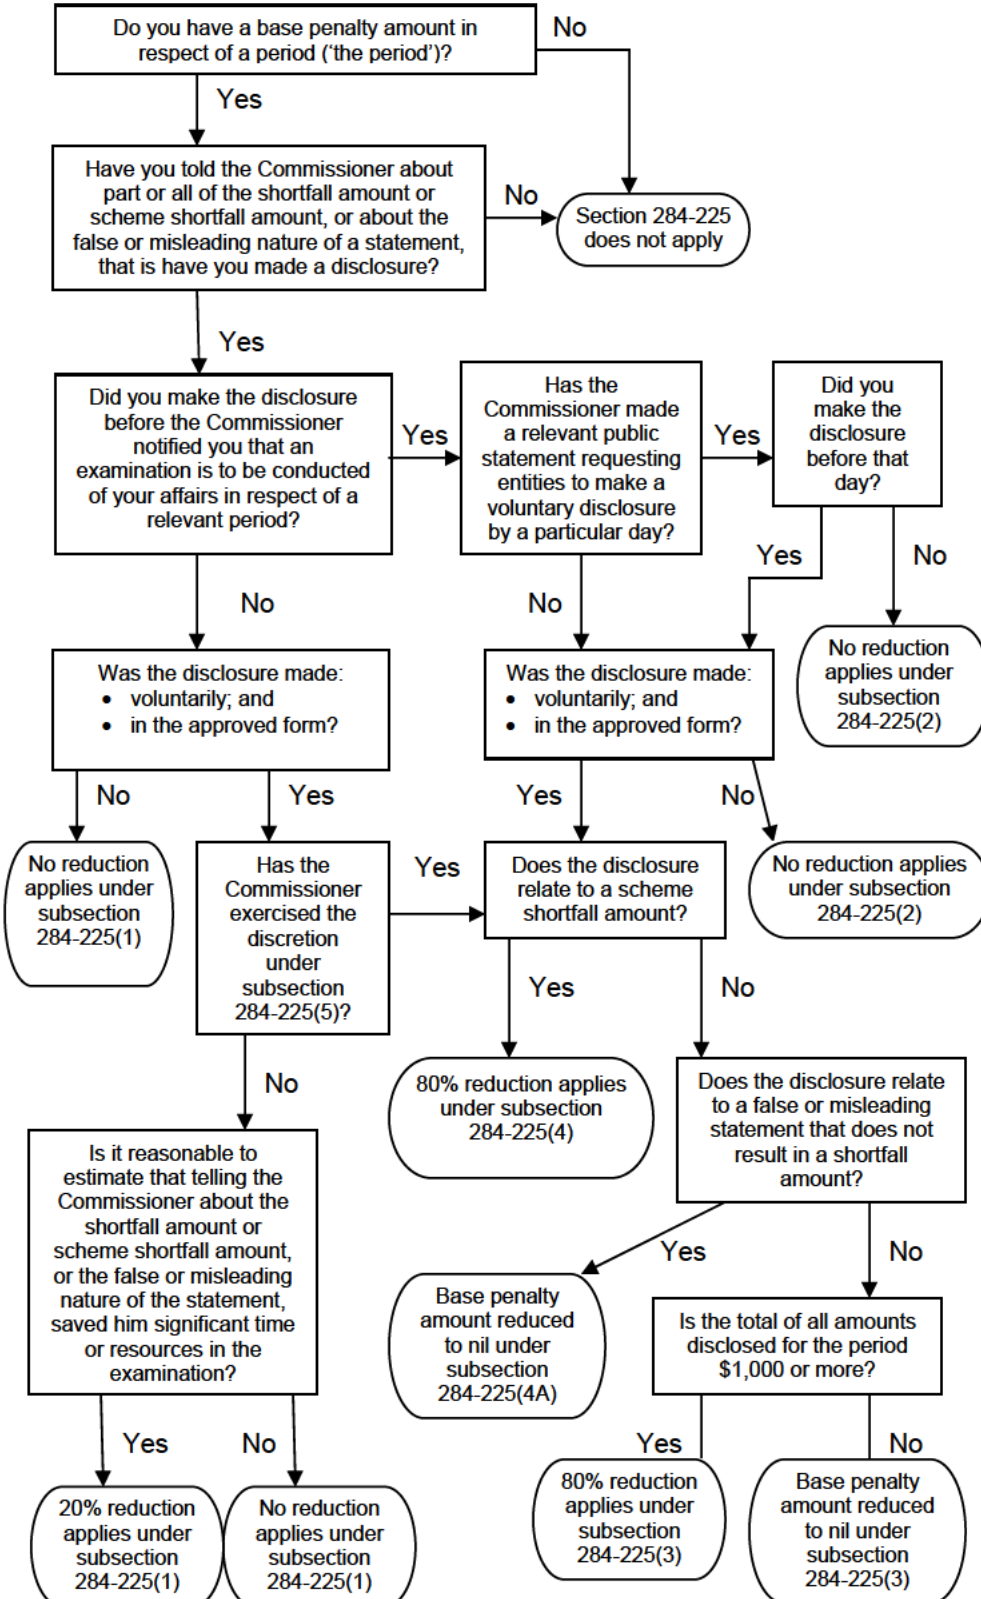 Do you have a base penalty amount in
respect of a period (‘the period’)?
No
Yes
Have you told the Commissioner about
part or all of the shortfall amount or
scheme shortfall amount, or about the
false or misleading nature of a statement,
that is have you made a disclosure?
No
Section 284-225
does not apply
Yes
Did you make the disclosure
before the Commissioner
notified you that an
examination is to be conducted
of your affairs in respect of a
relevant period?
Yes
Has the
Commissioner made
a relevant public
statement requesting
entities to make a
voluntary disclosure
by a particular day?
Yes
Did you
make the
disclosure
before that
day?
Yes
No
No
No
No reduction
applies under
subsection
284-225(2)
Was the disclosure made:
• voluntarily; and
• in the approved form?
Was the disclosure made:
• voluntarily; and
• in the approved form?
No
Yes
Yes
No
No reduction
applies under
subsection
284-225(1)
Has the
Commissioner
exercised the
discretion
under
subsection
284-225(5)?
Yes
Does the disclosure
relate to a scheme
shortfall amount?
No reduction applies
under subsection
284-225(2)
Yes
No
No
80% reduction applies
under subsection
284-225(4)
Does the disclosure relate
to a false or misleading
statement that does not
result in a shortfall
amount?
Is it reasonable to
estimate that telling the
Commissioner about the
shortfall amount or
scheme shortfall amount,
or the false or misleading
nature of the statement,
saved him significant time
or resources in the
examination?
Yes
No
Base penalty
amount reduced
to nil under
subsection
284-225(4A)
Is the total of all amounts
disclosed for the period
$1,000 or more?
Yes
No
Yes
No
20% reduction
applies under
subsection
284-225(1)
No reduction
applies under
subsection
284-225(1)
80% reduction
applies under
subsection
284-225(3)
Base penalty
amount reduced
to nil under
subsection
284-225(3)